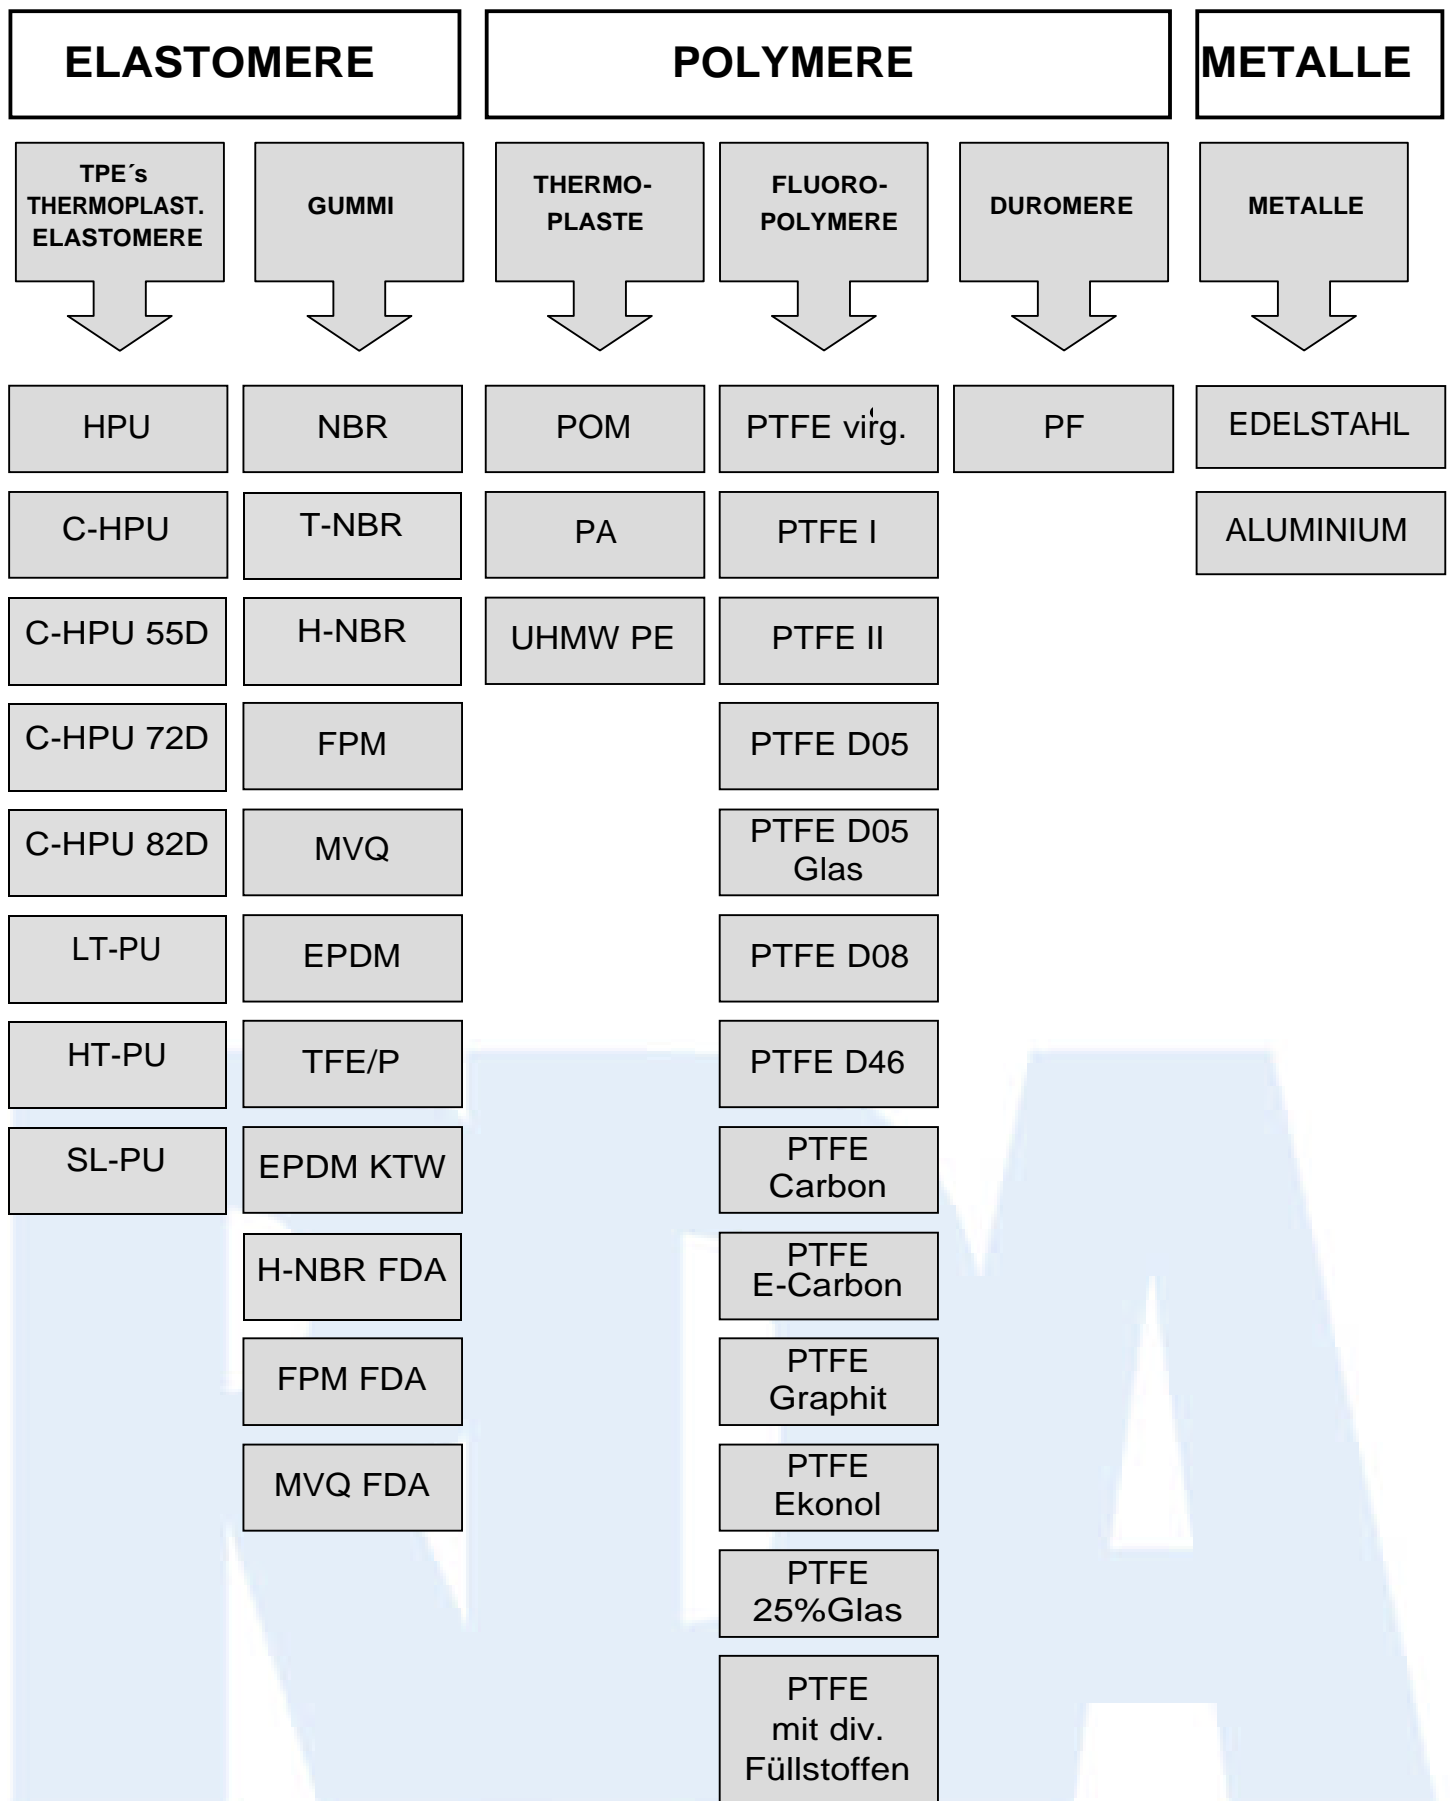 ELASTOMERE
POLYMERE
METALLE
TPE´s
THERMOPLAST.
ELASTOMERE
GUMMI
THERMO-
PLASTE
FLUORO-
POLYMERE
DUROMERE
METALLE
HPU
NBR
POM
PTFE virg.
PF
EDELSTAHL
C-HPU
T-NBR
PA
PTFE I
ALUMINIUM
C-HPU 55D
H-NBR
UHMW PE
PTFE II
C-HPU 72D
FPM
PTFE D05
C-HPU 82D
MVQ
PTFE D05
Glas
LT-PU
EPDM
PTFE D08
HT-PU
TFE/P
PTFE D46
SL-PU
EPDM KTW
PTFE
Carbon
H-NBR FDA
PTFE
E-Carbon
FPM FDA
PTFE
Graphit
MVQ FDA
PTFE
Ekonol
PTFE
25%Glas
PTFE
mit div.
Füllstoffen